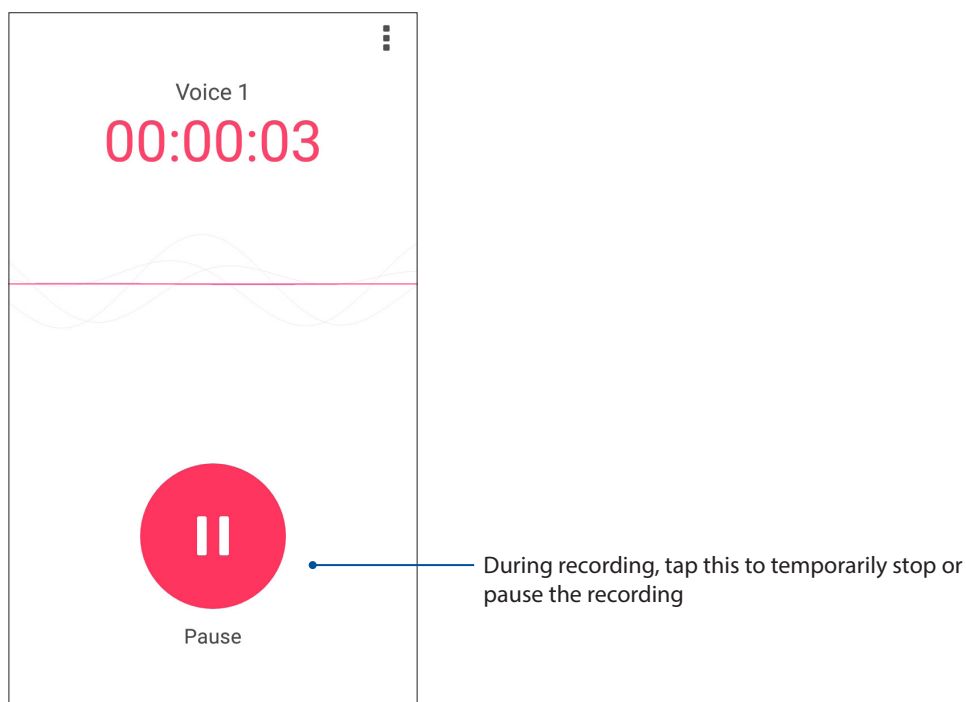 Voice 1
00:00:03
During recording, tap this to temporarily stop or
pause the recording
Pause